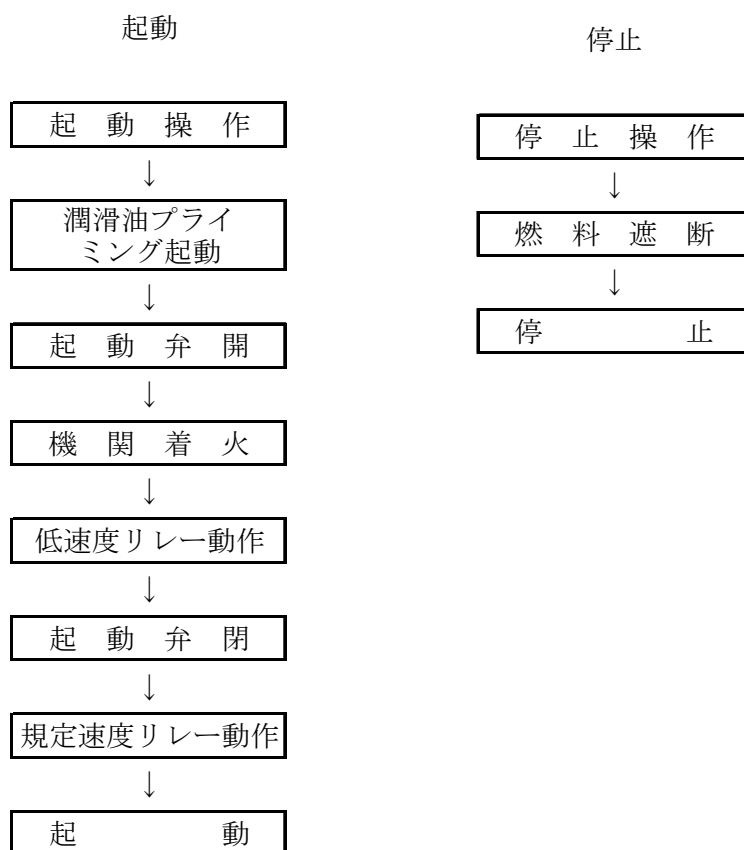 起動
起動操作
↓
潤滑油プライ
ミング起動
↓
起動弁開
↓
機関着火
↓
低速度リレー動作
↓
起動弁閉
↓
規定速度リレー動作
↓
起動
停止
停止操作
↓
燃料遮断
↓
停止